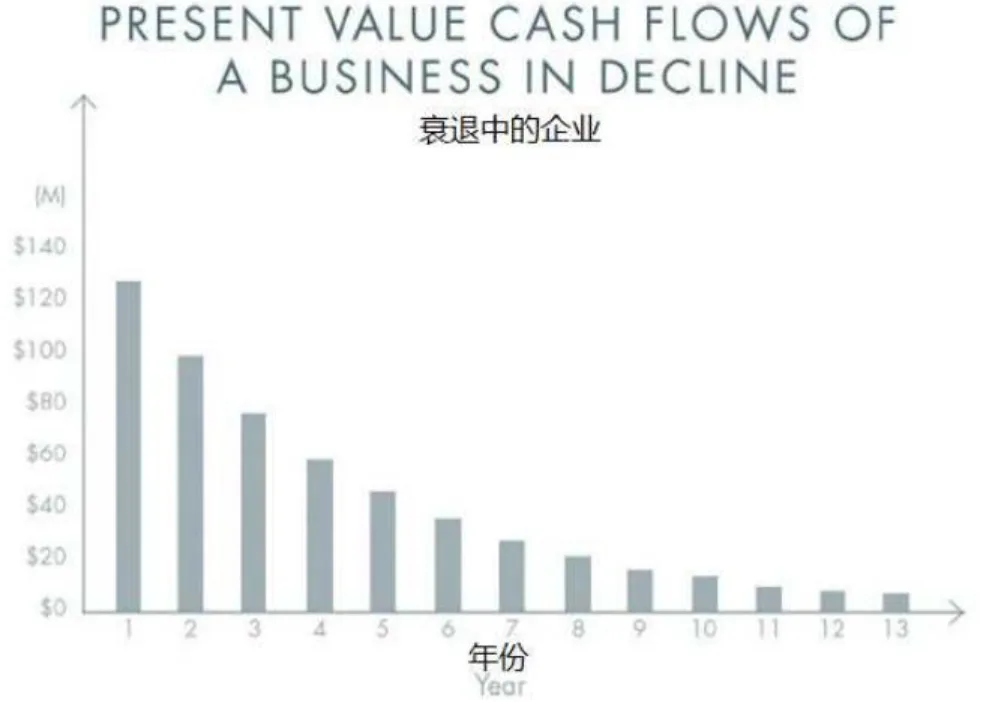 PRESENT VALUE CASH FLOWS OF
A BUSINESS IN DECLINE
衰退中的企业
(M)
$140
$120
$100
$80
$60
$40
$20
$0
1 2 3 4 5 6 7 8 9 10 11 12 13
年份
Year